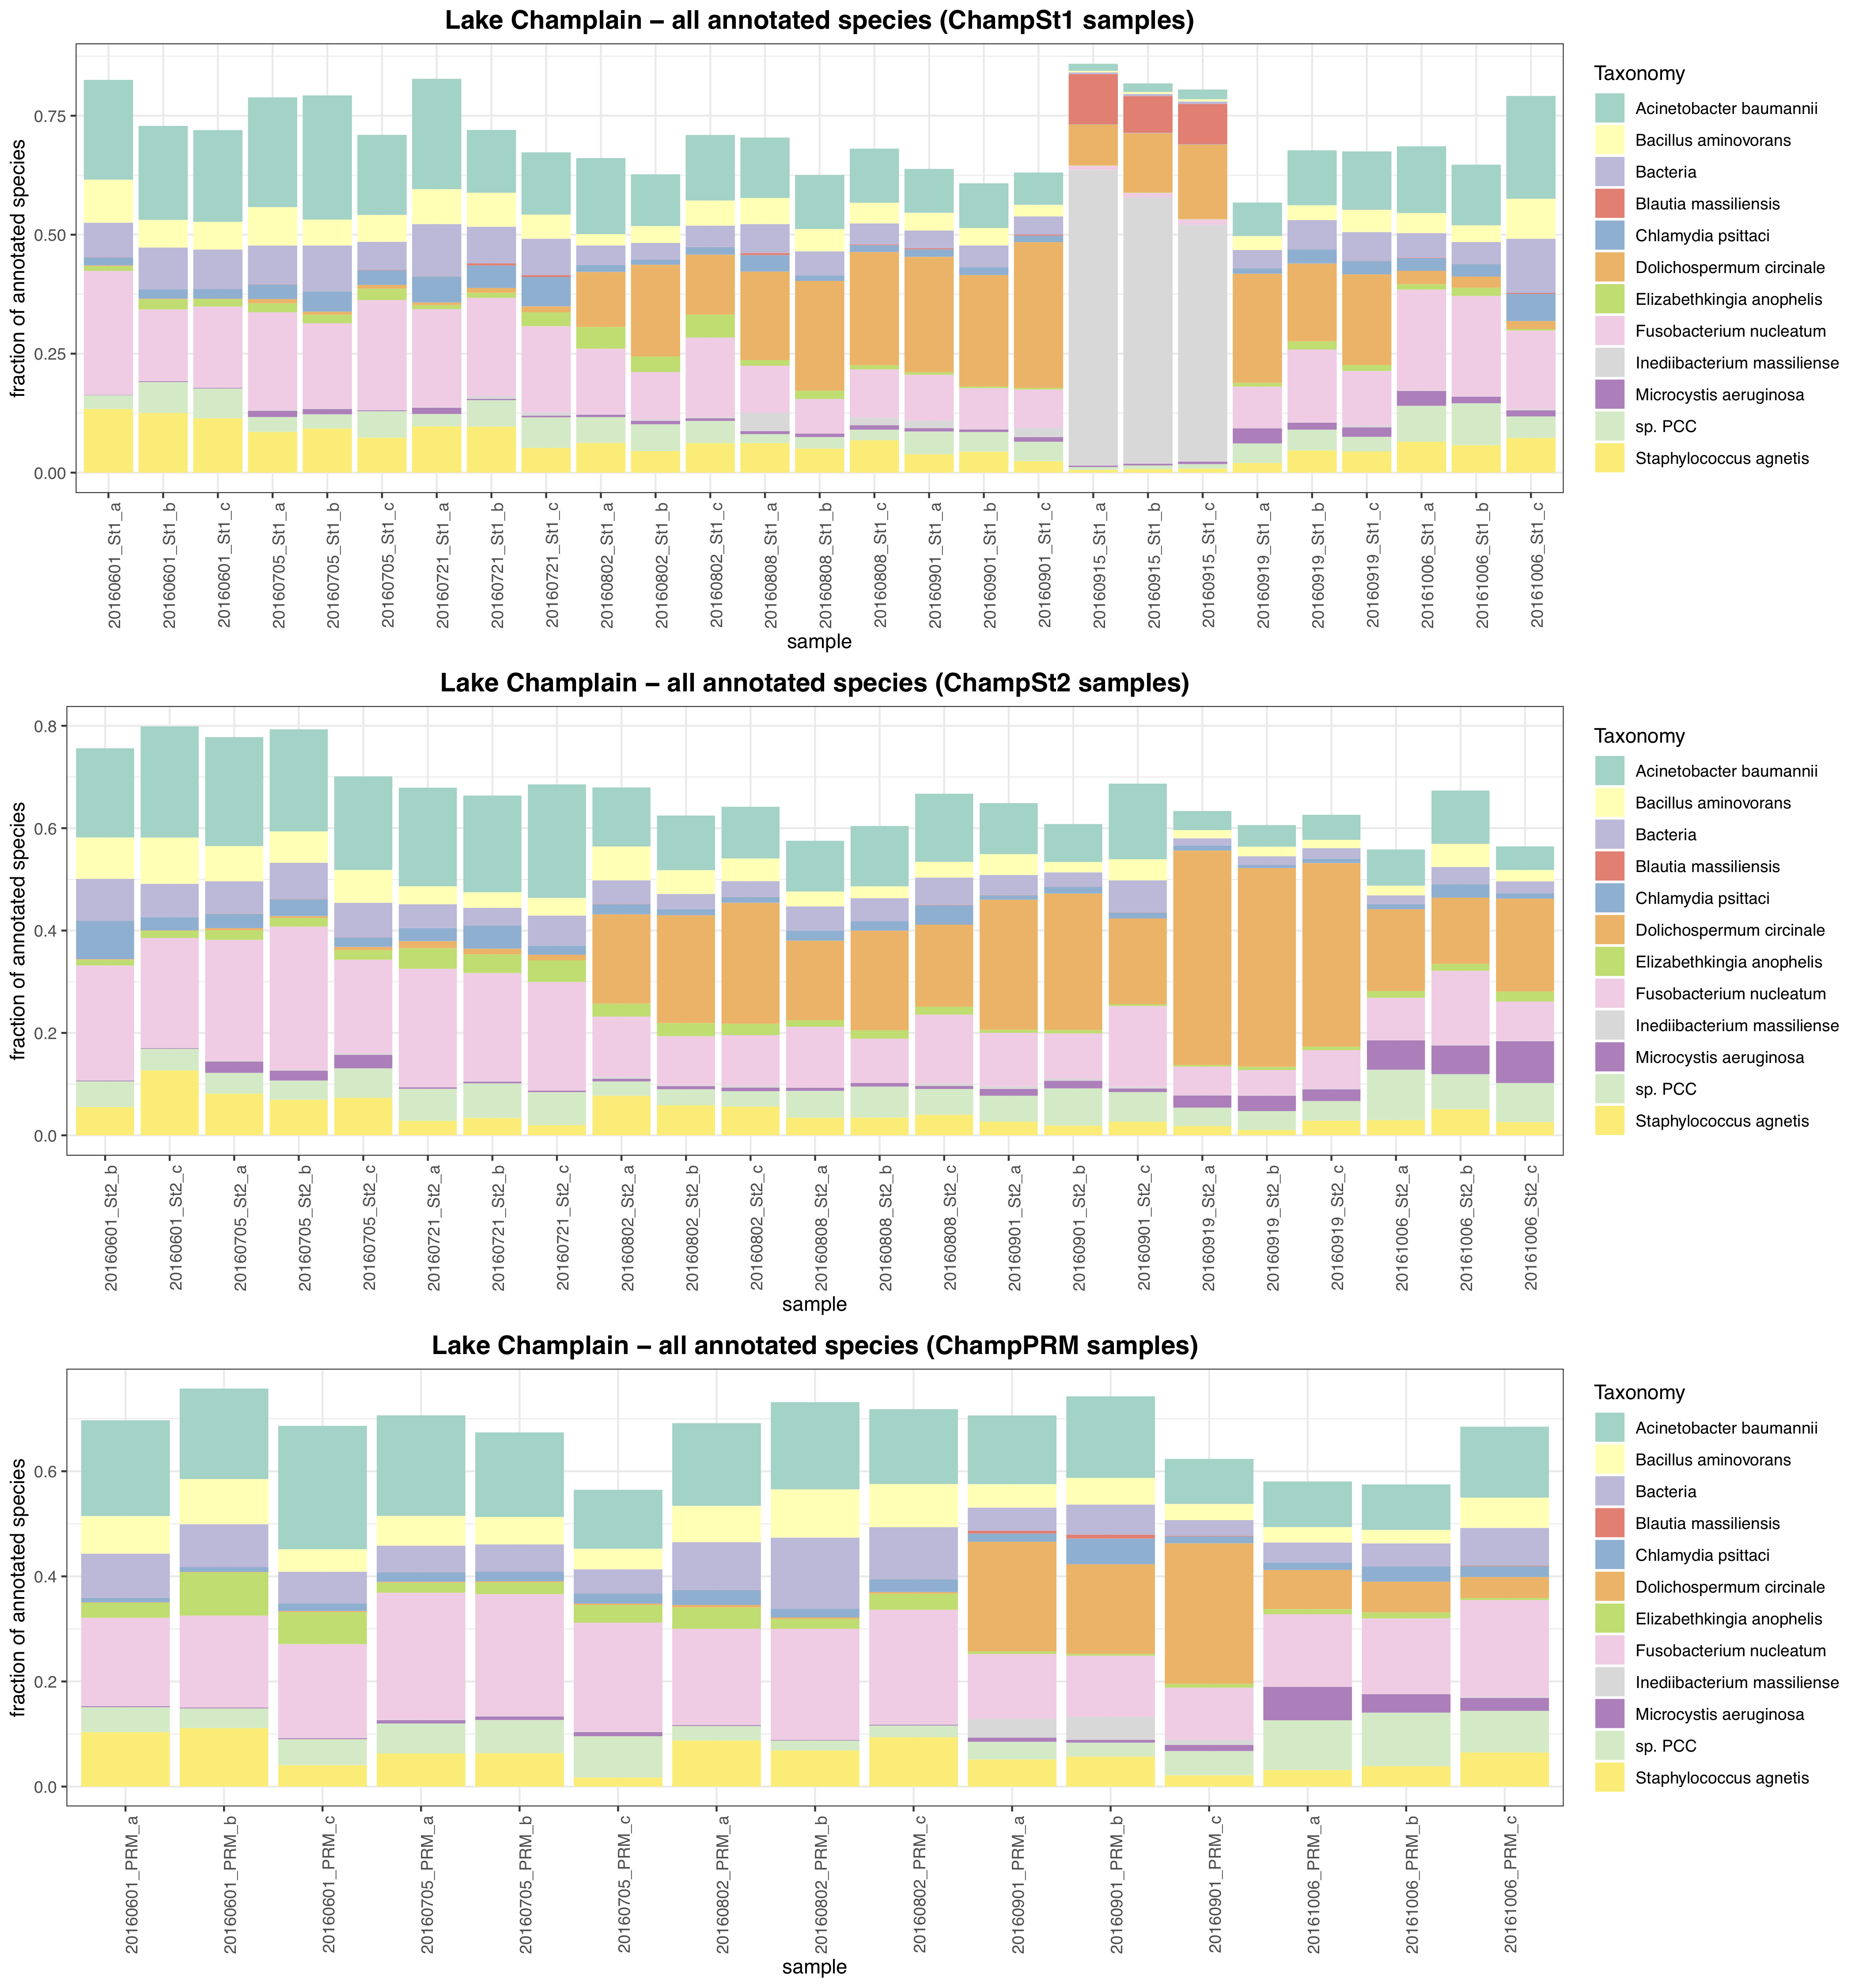 Lake Champlain – all annotated species (ChampSt1 samples)
fraction of annotated species
0.75
0.50
0.25
0.00
20160601_St1_a
20160601_St1_b
20160601_St1_c
20160705_St1_a
20160705_St1_b
20160705_St1_c
20160721_St1_a
20160721_St1_b
20160721_St1_c
20160802_St1_a
20160802_St1_b
20160802_St1_c
20160808_St1_a
20160808_St1_b
20160808_St1_c
20160901_St1_a
20160901_St1_b
20160901_St1_c
20160915_St1_a
20160915_St1_b
20160915_St1_c
20160919_St1_a
20160919_St1_b
20160919_St1_c
20161006_St1_a
20161006_St1_b
20161006_St1_c
sample
Taxonomy
Acinetobacter baumannii
Bacillus aminovorans
Bacteria
Blautia massiliensis
Chlamydia psittaci
Dolichospermum circinale
Elizabethkingia anophelis
Fusobacterium nucleatum
Inediibacterium massiliense
Microcystis aeruginosa
sp. PCC
Staphylococcus agnetis
Lake Champlain – all annotated species (ChampSt2 samples)
fraction of annotated species
0.8
0.6
0.4
0.2
0.0
20160601_St2_b
20160601_St2_c
20160705_St2_a
20160705_St2_b
20160705_St2_c
20160721_St2_a
20160721_St2_b
20160721_St2_c
20160802_St2_a
20160802_St2_b
20160802_St2_c
20160808_St2_a
20160808_St2_b
20160808_St2_c
20160901_St2_a
20160901_St2_b
20160901_St2_c
20160919_St2_a
20160919_St2_b
20160919_St2_c
20161006_St2_a
20161006_St2_b
20161006_St2_c
sample
Taxonomy
Acinetobacter baumannii
Bacillus aminovorans
Bacteria
Blautia massiliensis
Chlamydia psittaci
Dolichospermum circinale
Elizabethkingia anophelis
Fusobacterium nucleatum
Inediibacterium massiliense
Microcystis aeruginosa
sp. PCC
Staphylococcus agnetis
Lake Champlain – all annotated species (ChampPRM samples)
fraction of annotated species
0.6
0.4
0.2
0.0
20160601_PRM_a
20160601_PRM_b
20160601_PRM_c
20160705_PRM_a
20160705_PRM_b
20160705_PRM_c
20160802_PRM_a
20160802_PRM_b
20160802_PRM_c
20160901_PRM_a
20160901_PRM_b
20160901_PRM_c
20161006_PRM_a
20161006_PRM_b
20161006_PRM_c
sample
Taxonomy
Acinetobacter baumannii
Bacillus aminovorans
Bacteria
Blautia massiliensis
Chlamydia psittaci
Dolichospermum circinale
Elizabethkingia anophelis
Fusobacterium nucleatum
Inediibacterium massiliense
Microcystis aeruginosa
sp. PCC
Staphylococcus agnetis